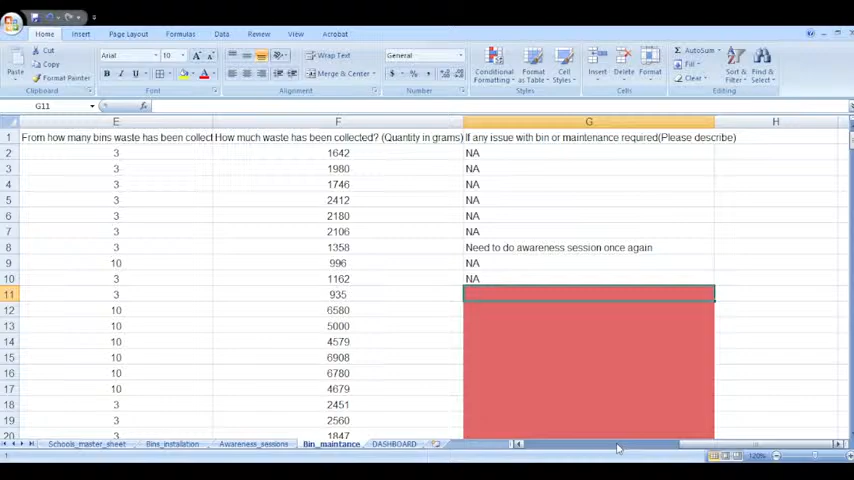 Home Insert Page Layout Formulas Data Review View Acrobat
Paste Cut Copy Format Painter
Arial 10 A A
B I U A
Wrap Text
Merge & Center
General
$ % ,
Conditional Formatting Format as Table Cell Styles
Insert Delete Format
Σ AutoSum Fill Clear
Sort & Filter Find & Select
Clipboard Font Alignment Number Styles Cells Editing
G11 fx
E F G H
1 From how many bins waste has been collect How much waste has been collected? (Quantity in grams) If any issue with bin or maintenance required(Please describe)
2 3 1642 NA
3 3 1980 NA
4 3 1746 NA
5 3 2412 NA
6 3 2180 NA
7 3 2106 NA
8 3 1358 Need to do awareness session once again
9 10 996 NA
10 3 1162 NA
11 3 935
12 10 6580
13 10 5000
14 10 4579
15 10 6908
16 10 6780
17 10 4679
18 3 2451
19 3 2560
20 3 1847
Schools_master_sheet Bins_installation Awareness_sessions Bin_maintance DASHBOARD
120%